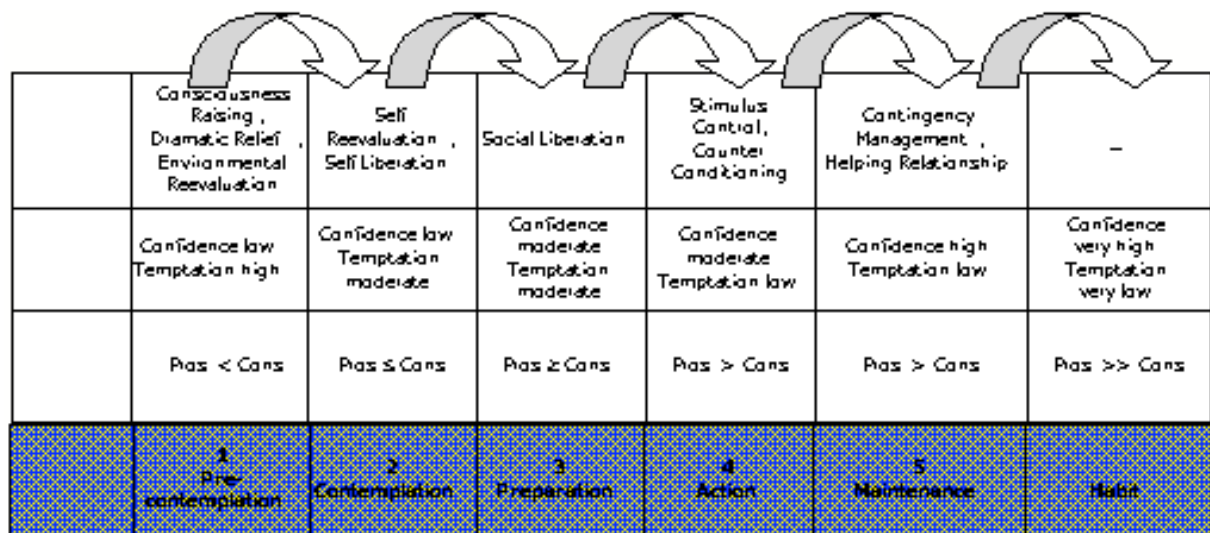 Consciousness
Raising ,
Dramatic Relief ,
Environmental
Reevaluation
Self
Reevaluation ,
Self Liberation
Social Liberation
Stimulus
Control,
Counter
Conditioning
Contingency
Management ,
Helping Relationship
–
Confidence low
Temptation high
Confidence low
Temptation
moderate
Confidence
moderate
Temptation
moderate
Confidence
moderate
Temptation low
Confidence high
Temptation low
Confidence
very high
Temptation
very low
Pros < Cons
Pros ≤ Cons
Pros ≥ Cons
Pros > Cons
Pros > Cons
Pros >> Cons
1
Pre-
contemplation
2
Contemplation
3
Preparation
4
Action
5
Maintenance
Habit